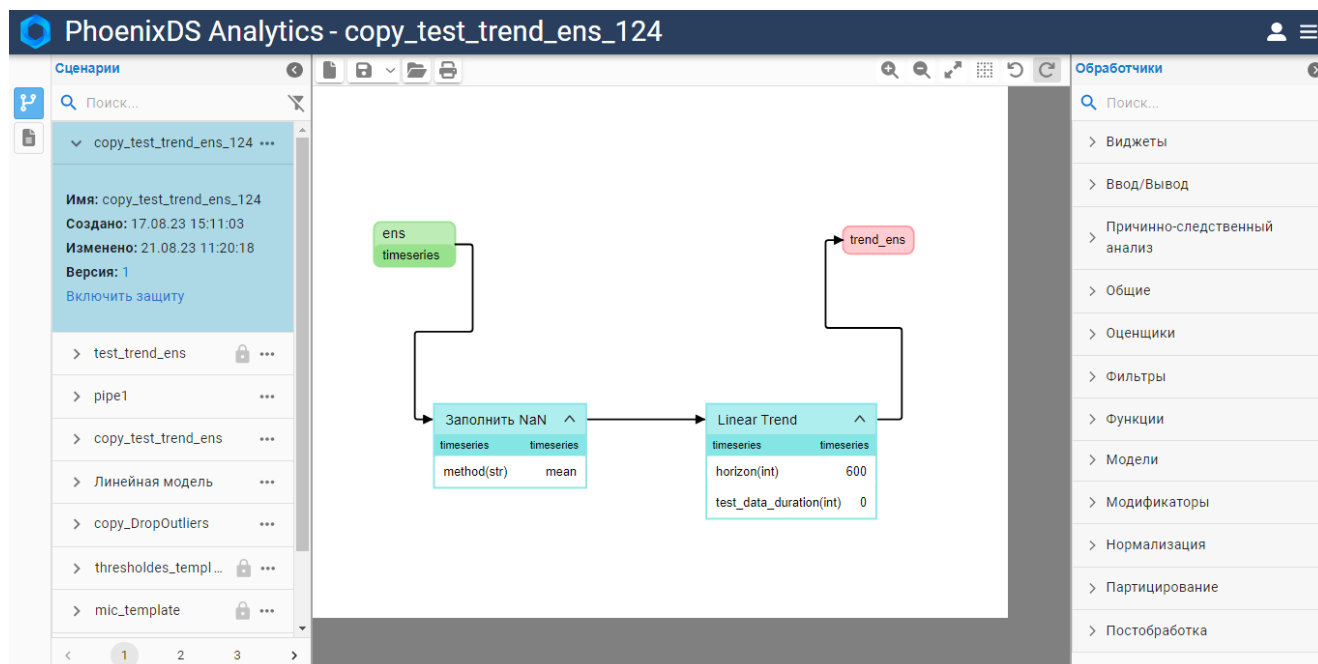 PhoenixDS Analytics - copy_test_trend_ens_124
Сценарии
Поиск...
copy_test_trend_ens_124
Имя: copy_test_trend_ens_124
Создано: 17.08.23 15:11:03
Изменено: 21.08.23 11:20:18
Версия: 1
Включить защиту
test_trend_ens
pipe1
copy_test_trend_ens
Линейная модель
copy_DropOutliers
thresholdes_templ...
mic_template
1 2 3
ens
timeseries
trend_ens
Заполнить NaN
timeseries timeseries
method(str) mean
Linear Trend
timeseries timeseries
horizon(int) 600
test_data_duration(int) 0
Обработчики
Поиск...
Виджеты
Ввод/Вывод
Причинно-следственный
анализ
Общие
Оценщики
Фильтры
Функции
Модели
Модификаторы
Нормализация
Партицирование
Постобработка